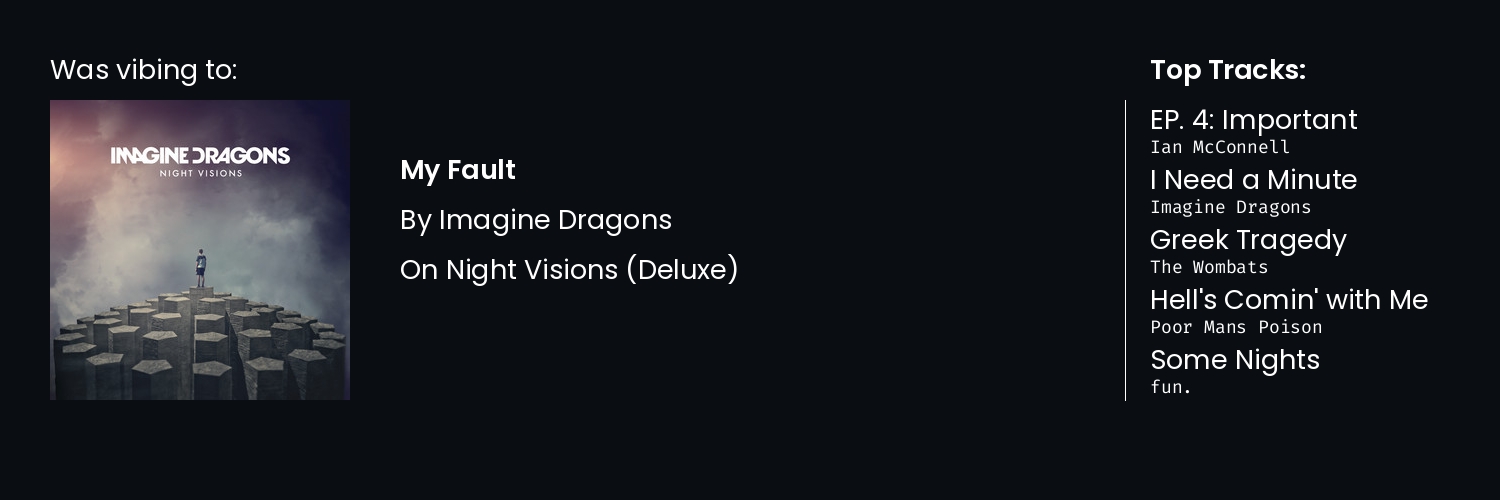 Was vibing to:
IMAGINE DRAGONS
NIGHT VISIONS
My Fault
By Imagine Dragons
On Night Visions (Deluxe)
Top Tracks:
EP. 4: Important
Ian McConnell
I Need a Minute
Imagine Dragons
Greek Tragedy
The Wombats
Hell's Comin' with Me
Poor Mans Poison
Some Nights
fun.